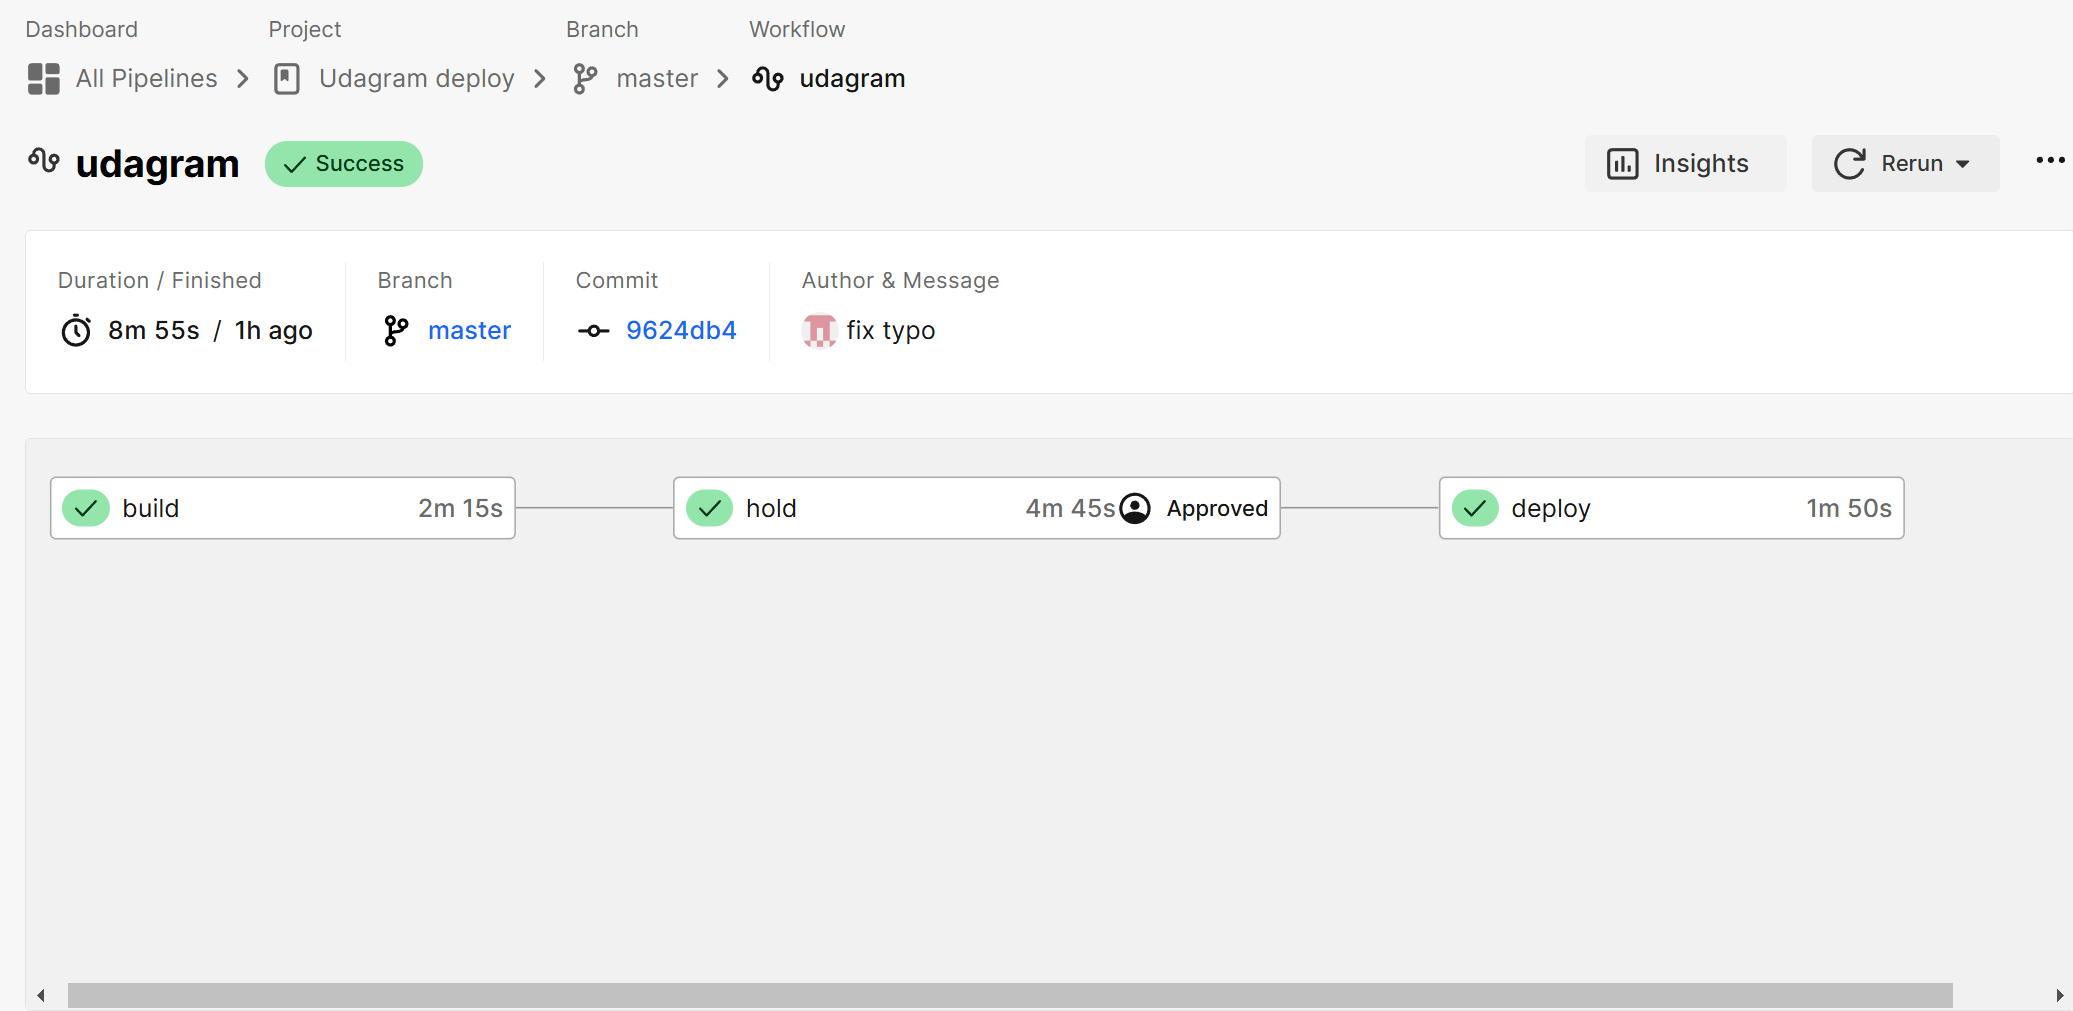 Dashboard Project Branch Workflow
All Pipelines Udagram deploy master udagram
udagram Success Insights Rerun
Duration / Finished Branch Commit Author & Message
8m 55s / 1h ago master 9624db4 fix typo
build 2m 15s hold 4m 45s Approved deploy 1m 50s